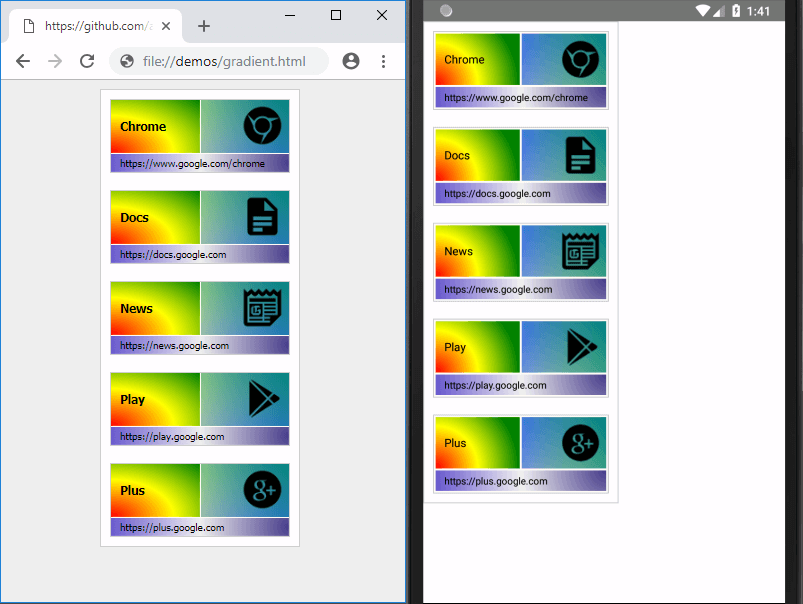 https://github.com/a
file://demos/gradient.html
Chrome
https://www.google.com/chrome
Docs
https://docs.google.com
News
https://news.google.com
Play
https://play.google.com
Plus
g+
https://plus.google.com
1:41
Chrome
https://www.google.com/chrome
Docs
https://docs.google.com
News
https://news.google.com
Play
https://play.google.com
Plus
g+
https://plus.google.com